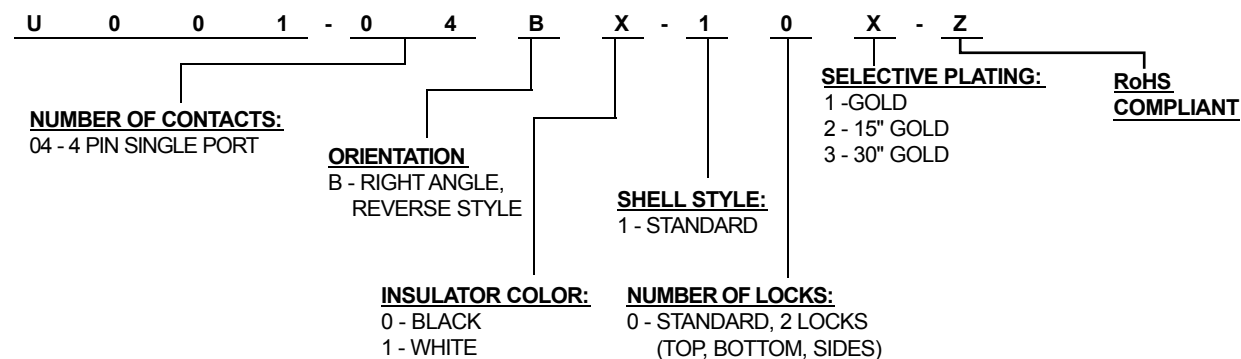 U 0 0 1 - 0 4 B X - 1 0 X - Z
NUMBER OF CONTACTS:
04 - 4 PIN SINGLE PORT
ORIENTATION
B - RIGHT ANGLE,
REVERSE STYLE
INSULATOR COLOR:
0 - BLACK
1 - WHITE
SHELL STYLE:
1 - STANDARD
NUMBER OF LOCKS:
0 - STANDARD, 2 LOCKS
(TOP, BOTTOM, SIDES)
SELECTIVE PLATING:
1 -GOLD
2 - 15" GOLD
3 - 30" GOLD
RoHS
COMPLIANT